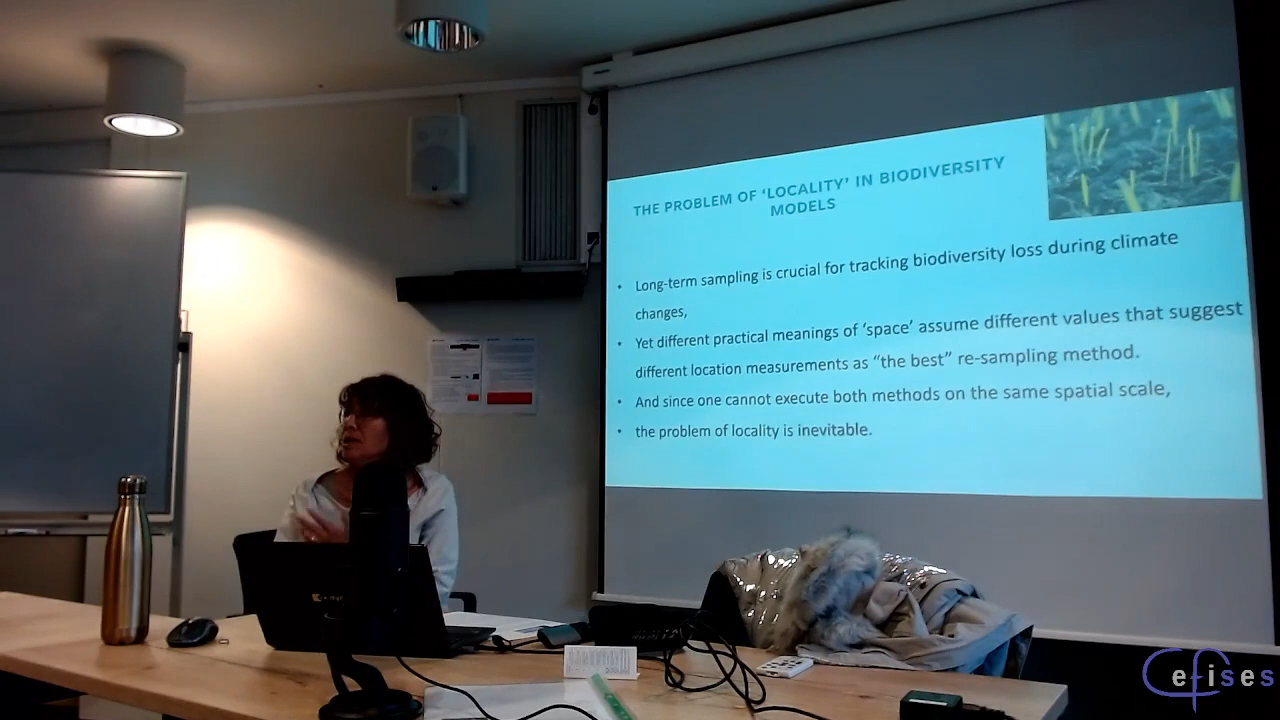 THE PROBLEM OF ‘LOCALITY’ IN BIODIVERSITY
MODELS
• Long-term sampling is crucial for tracking biodiversity loss during climate
changes,
• Yet different practical meanings of ‘space’ assume different values that suggest
different location measurements as “the best” re-sampling method.
• And since one cannot execute both methods on the same spatial scale,
• the problem of locality is inevitable.
Cefises